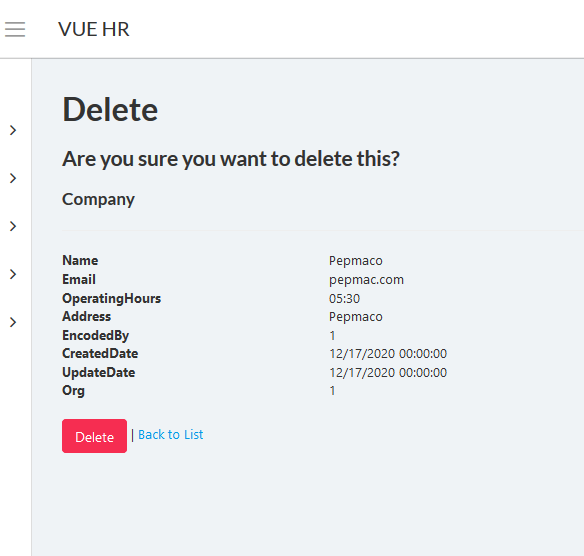 VUE HR
Delete
Are you sure you want to delete this?
Company
Name Pepmaco
Email pepmac.com
OperatingHours 05:30
Address Pepmaco
EncodedBy 1
CreatedDate 12/17/2020 00:00:00
UpdateDate 12/17/2020 00:00:00
Org 1
Delete | Back to List